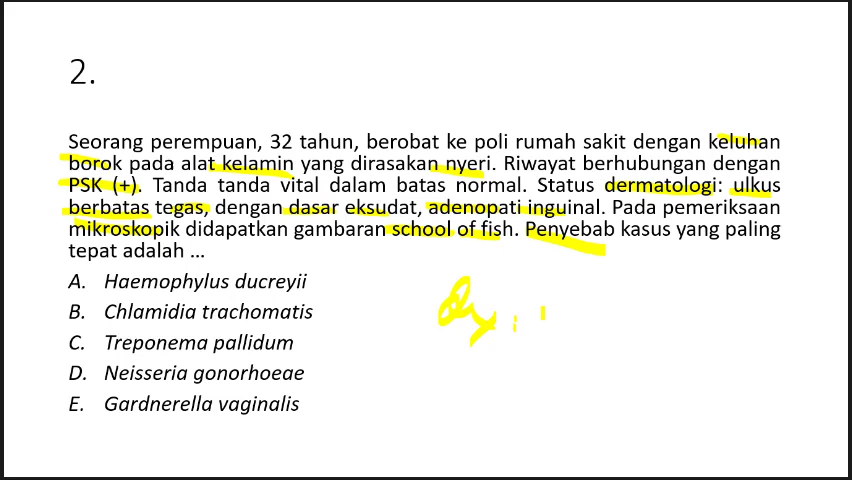 2.
Seorang perempuan, 32 tahun, berobat ke poli rumah sakit dengan keluhan
borok pada alat kelamin yang dirasakan nyeri. Riwayat berhubungan dengan
PSK (+). Tanda tanda vital dalam batas normal. Status dermatologi: ulkus
berbatas tegas, dengan dasar eksudat, adenopati inguinal. Pada pemeriksaan
mikroskopik didapatkan gambaran school of fish. Penyebab kasus yang paling
tepat adalah ...
A. Haemophylus ducreyii
B. Chlamidia trachomatis
C. Treponema pallidum
D. Neisseria gonorhoeae
E. Gardnerella vaginalis